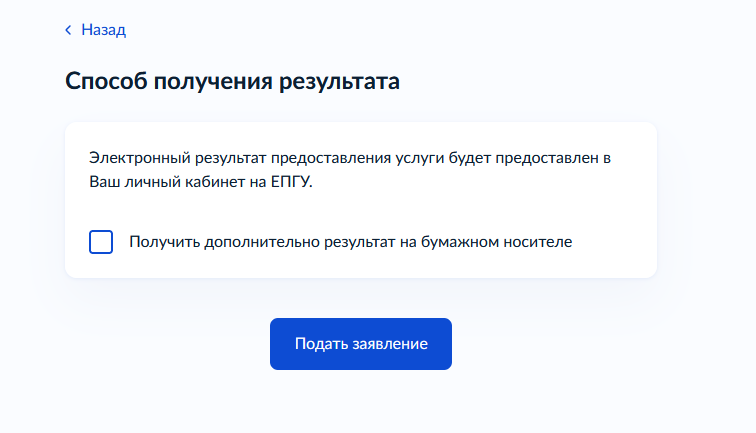 Назад
Способ получения результата
Электронный результат предоставления услуги будет предоставлен в
Ваш личный кабинет на ЕПГУ.
Получить дополнительно результат на бумажном носителе
Подать заявление